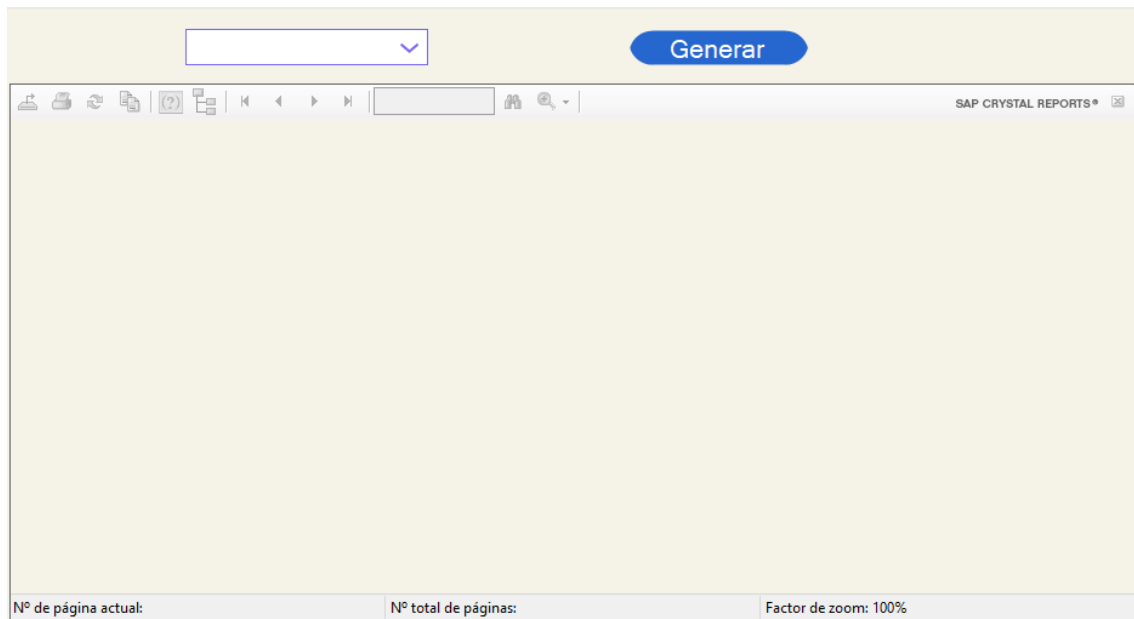 Generar
(?)
SAP CRYSTAL REPORTS®
Nº de página actual:
Nº total de páginas:
Factor de zoom: 100%